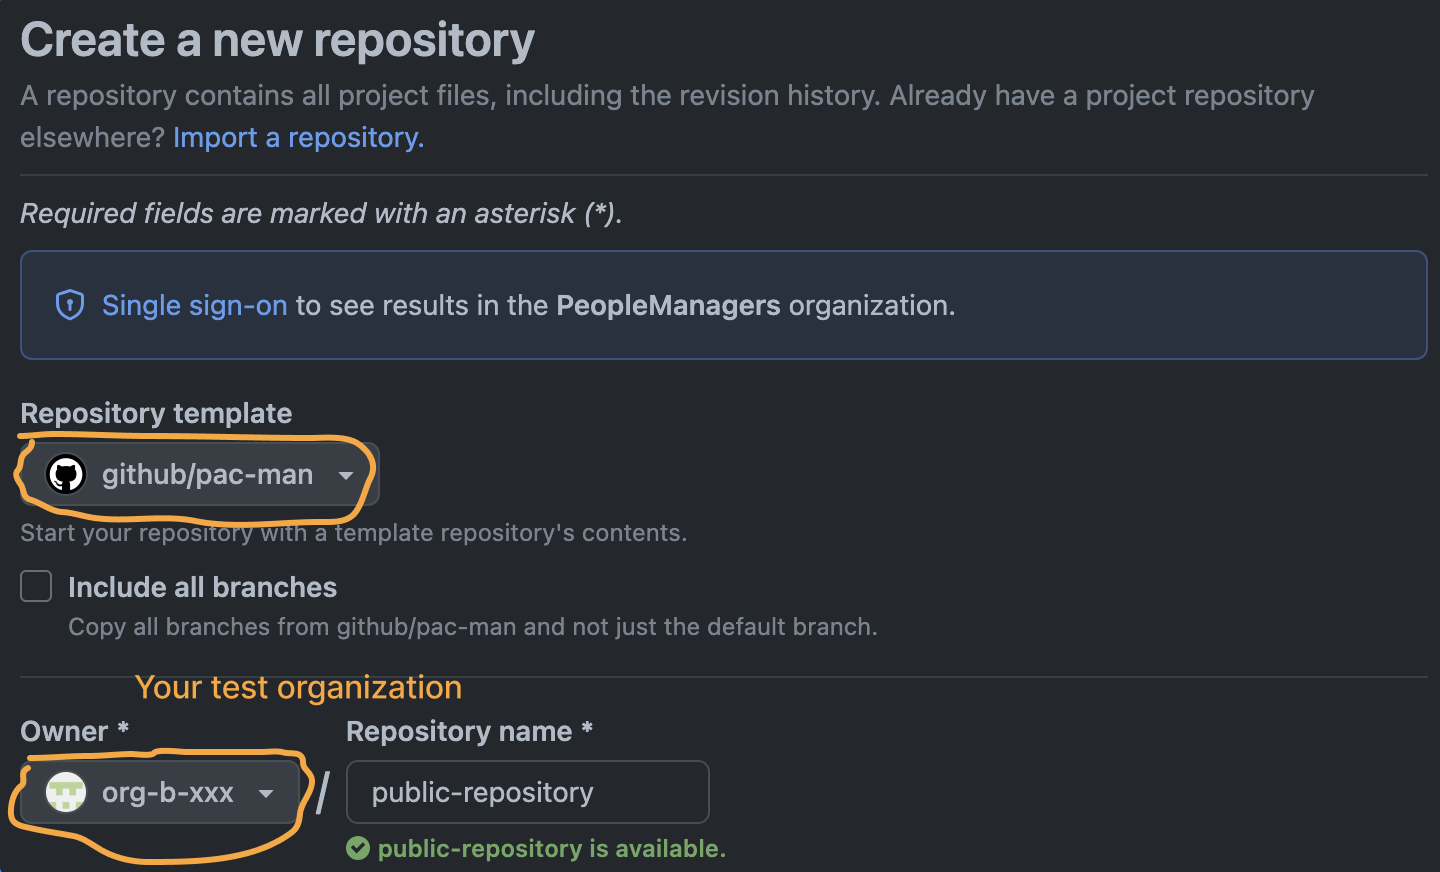 Create a new repository
A repository contains all project files, including the revision history. Already have a project repository
elsewhere? Import a repository.
Required fields are marked with an asterisk (*).
Single sign-on to see results in the PeopleManagers organization.
Repository template
github/pac-man
Start your repository with a template repository's contents.
Include all branches
Copy all branches from github/pac-man and not just the default branch.
Your test organization
Owner *
Repository name *
org-b-xxx
/
public-repository
public-repository is available.